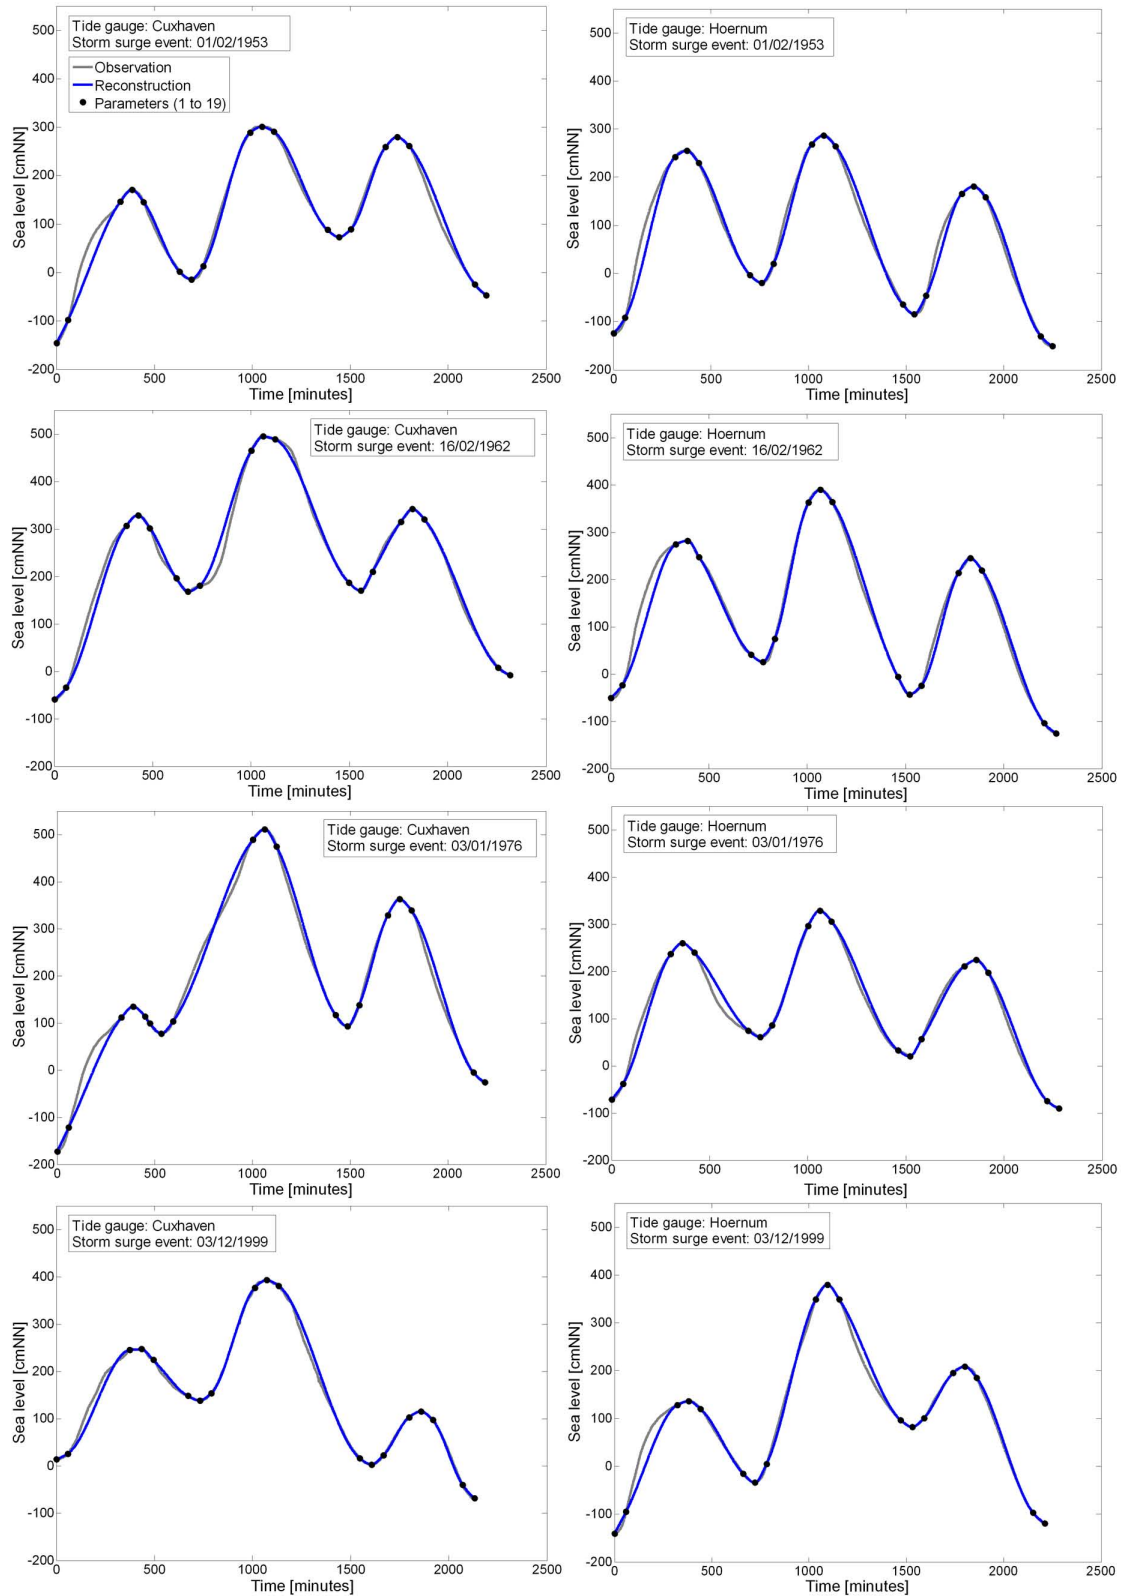 Tide gauge: Cuxhaven
Storm surge event: 01/02/1953
Observation
Reconstruction
Parameters (1 to 19)
500
400
300
200
100
0
-100
-200
Sea level [cmNN]
0 500 1000 1500 2000 2500
Time [minutes]
Tide gauge: Hoernum
Storm surge event: 01/02/1953
500
400
300
200
100
0
-100
-200
Sea level [cmNN]
0 500 1000 1500 2000 2500
Time [minutes]
Tide gauge: Cuxhaven
Storm surge event: 16/02/1962
500
400
300
200
100
0
-100
-200
Sea level [cmNN]
0 500 1000 1500 2000 2500
Time [minutes]
Tide gauge: Hoernum
Storm surge event: 16/02/1962
500
400
300
200
100
0
-100
-200
Sea level [cmNN]
0 500 1000 1500 2000 2500
Time [minutes]
Tide gauge: Cuxhaven
Storm surge event: 03/01/1976
500
400
300
200
100
0
-100
-200
Sea level [cmNN]
0 500 1000 1500 2000 2500
Time [minutes]
Tide gauge: Hoernum
Storm surge event: 03/01/1976
500
400
300
200
100
0
-100
-200
Sea level [cmNN]
0 500 1000 1500 2000 2500
Time [minutes]
Tide gauge: Cuxhaven
Storm surge event: 03/12/1999
500
400
300
200
100
0
-100
-200
Sea level [cmNN]
0 500 1000 1500 2000 2500
Time [minutes]
Tide gauge: Hoernum
Storm surge event: 03/12/1999
500
400
300
200
100
0
-100
-200
Sea level [cmNN]
0 500 1000 1500 2000 2500
Time [minutes]